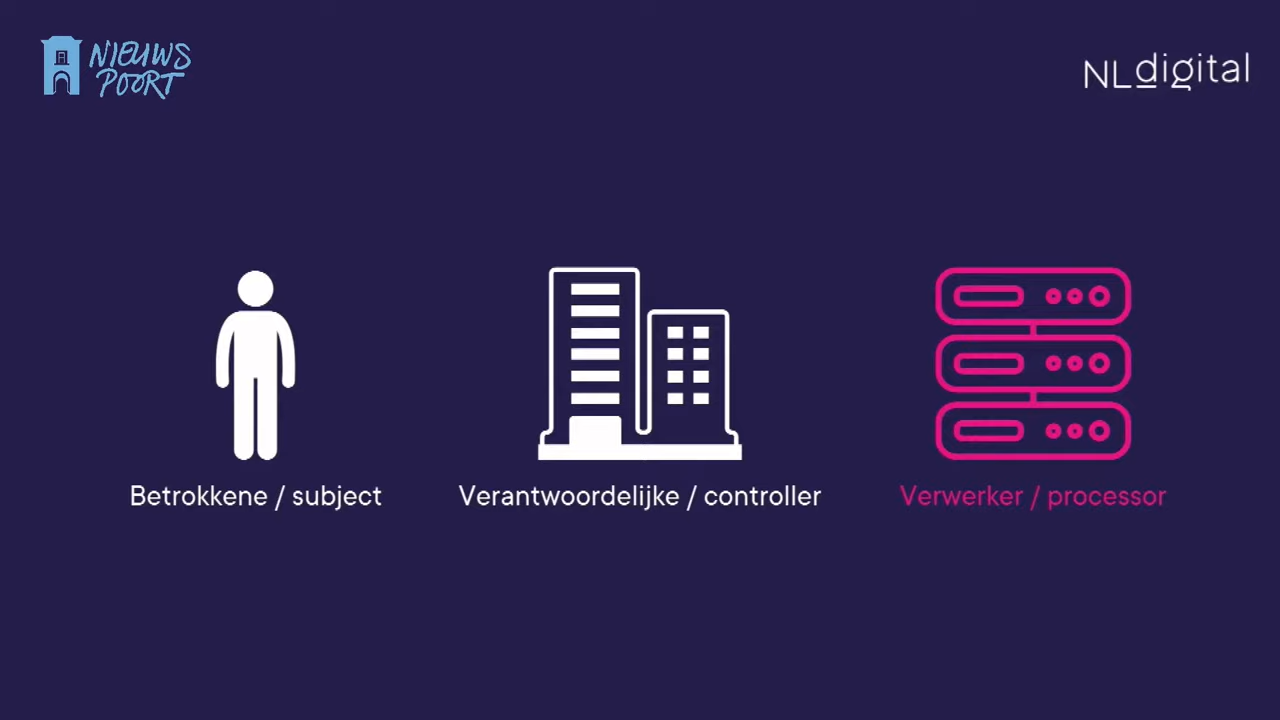 NIEUWS
POORT
NLdigital
Betrokkene / subject
Verantwoordelijke / controller
Verwerker / processor